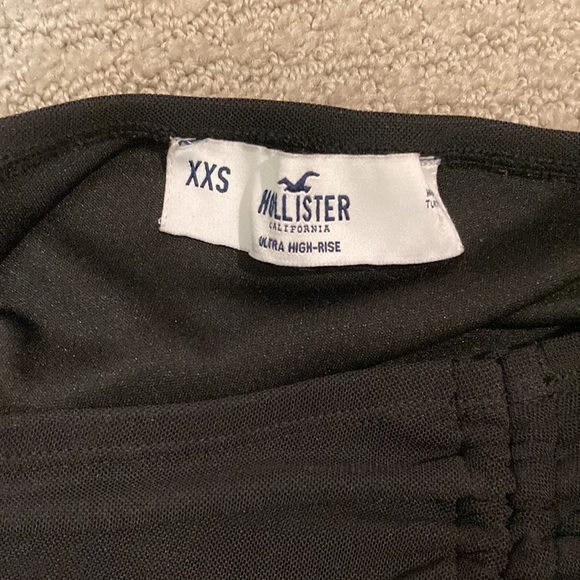 XXS
HOLLISTER
CALIFORNIA
ULTRA HIGH-RISE